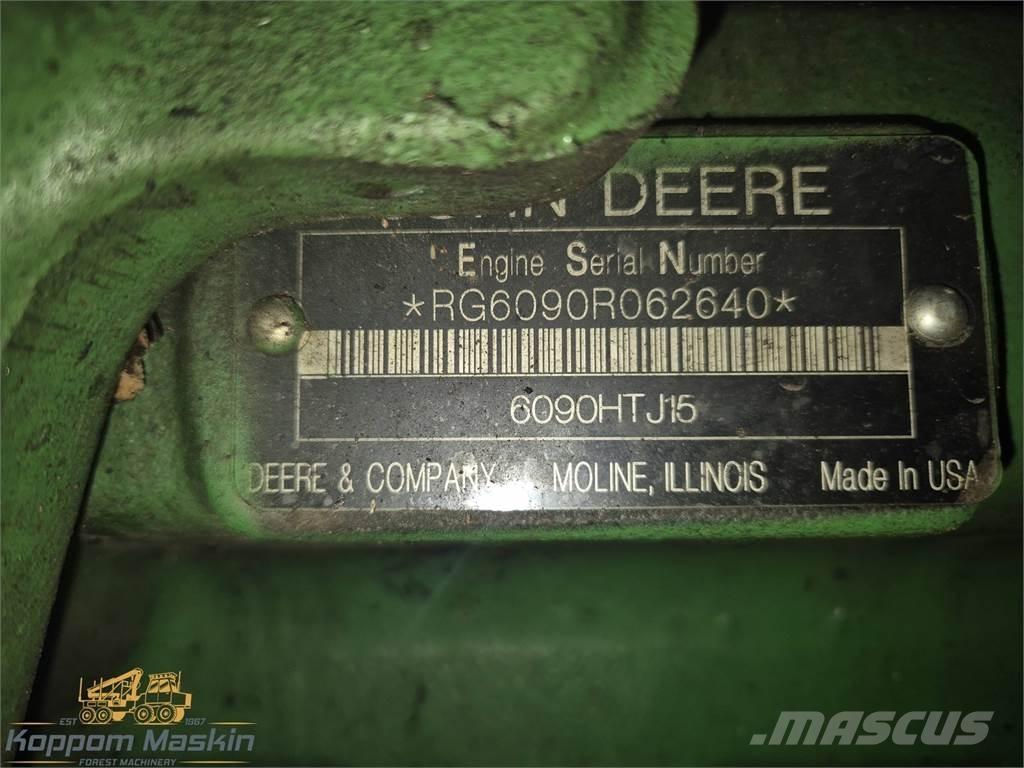 DEERE
Engine Serial Number
*RG6090R062640*
6090HTJ15
DEERE & COMPANY MOLINE, ILLINOIS Made In USA
EST 1967
Koppom Maskin
FOREST MACHINERY
MASCUS